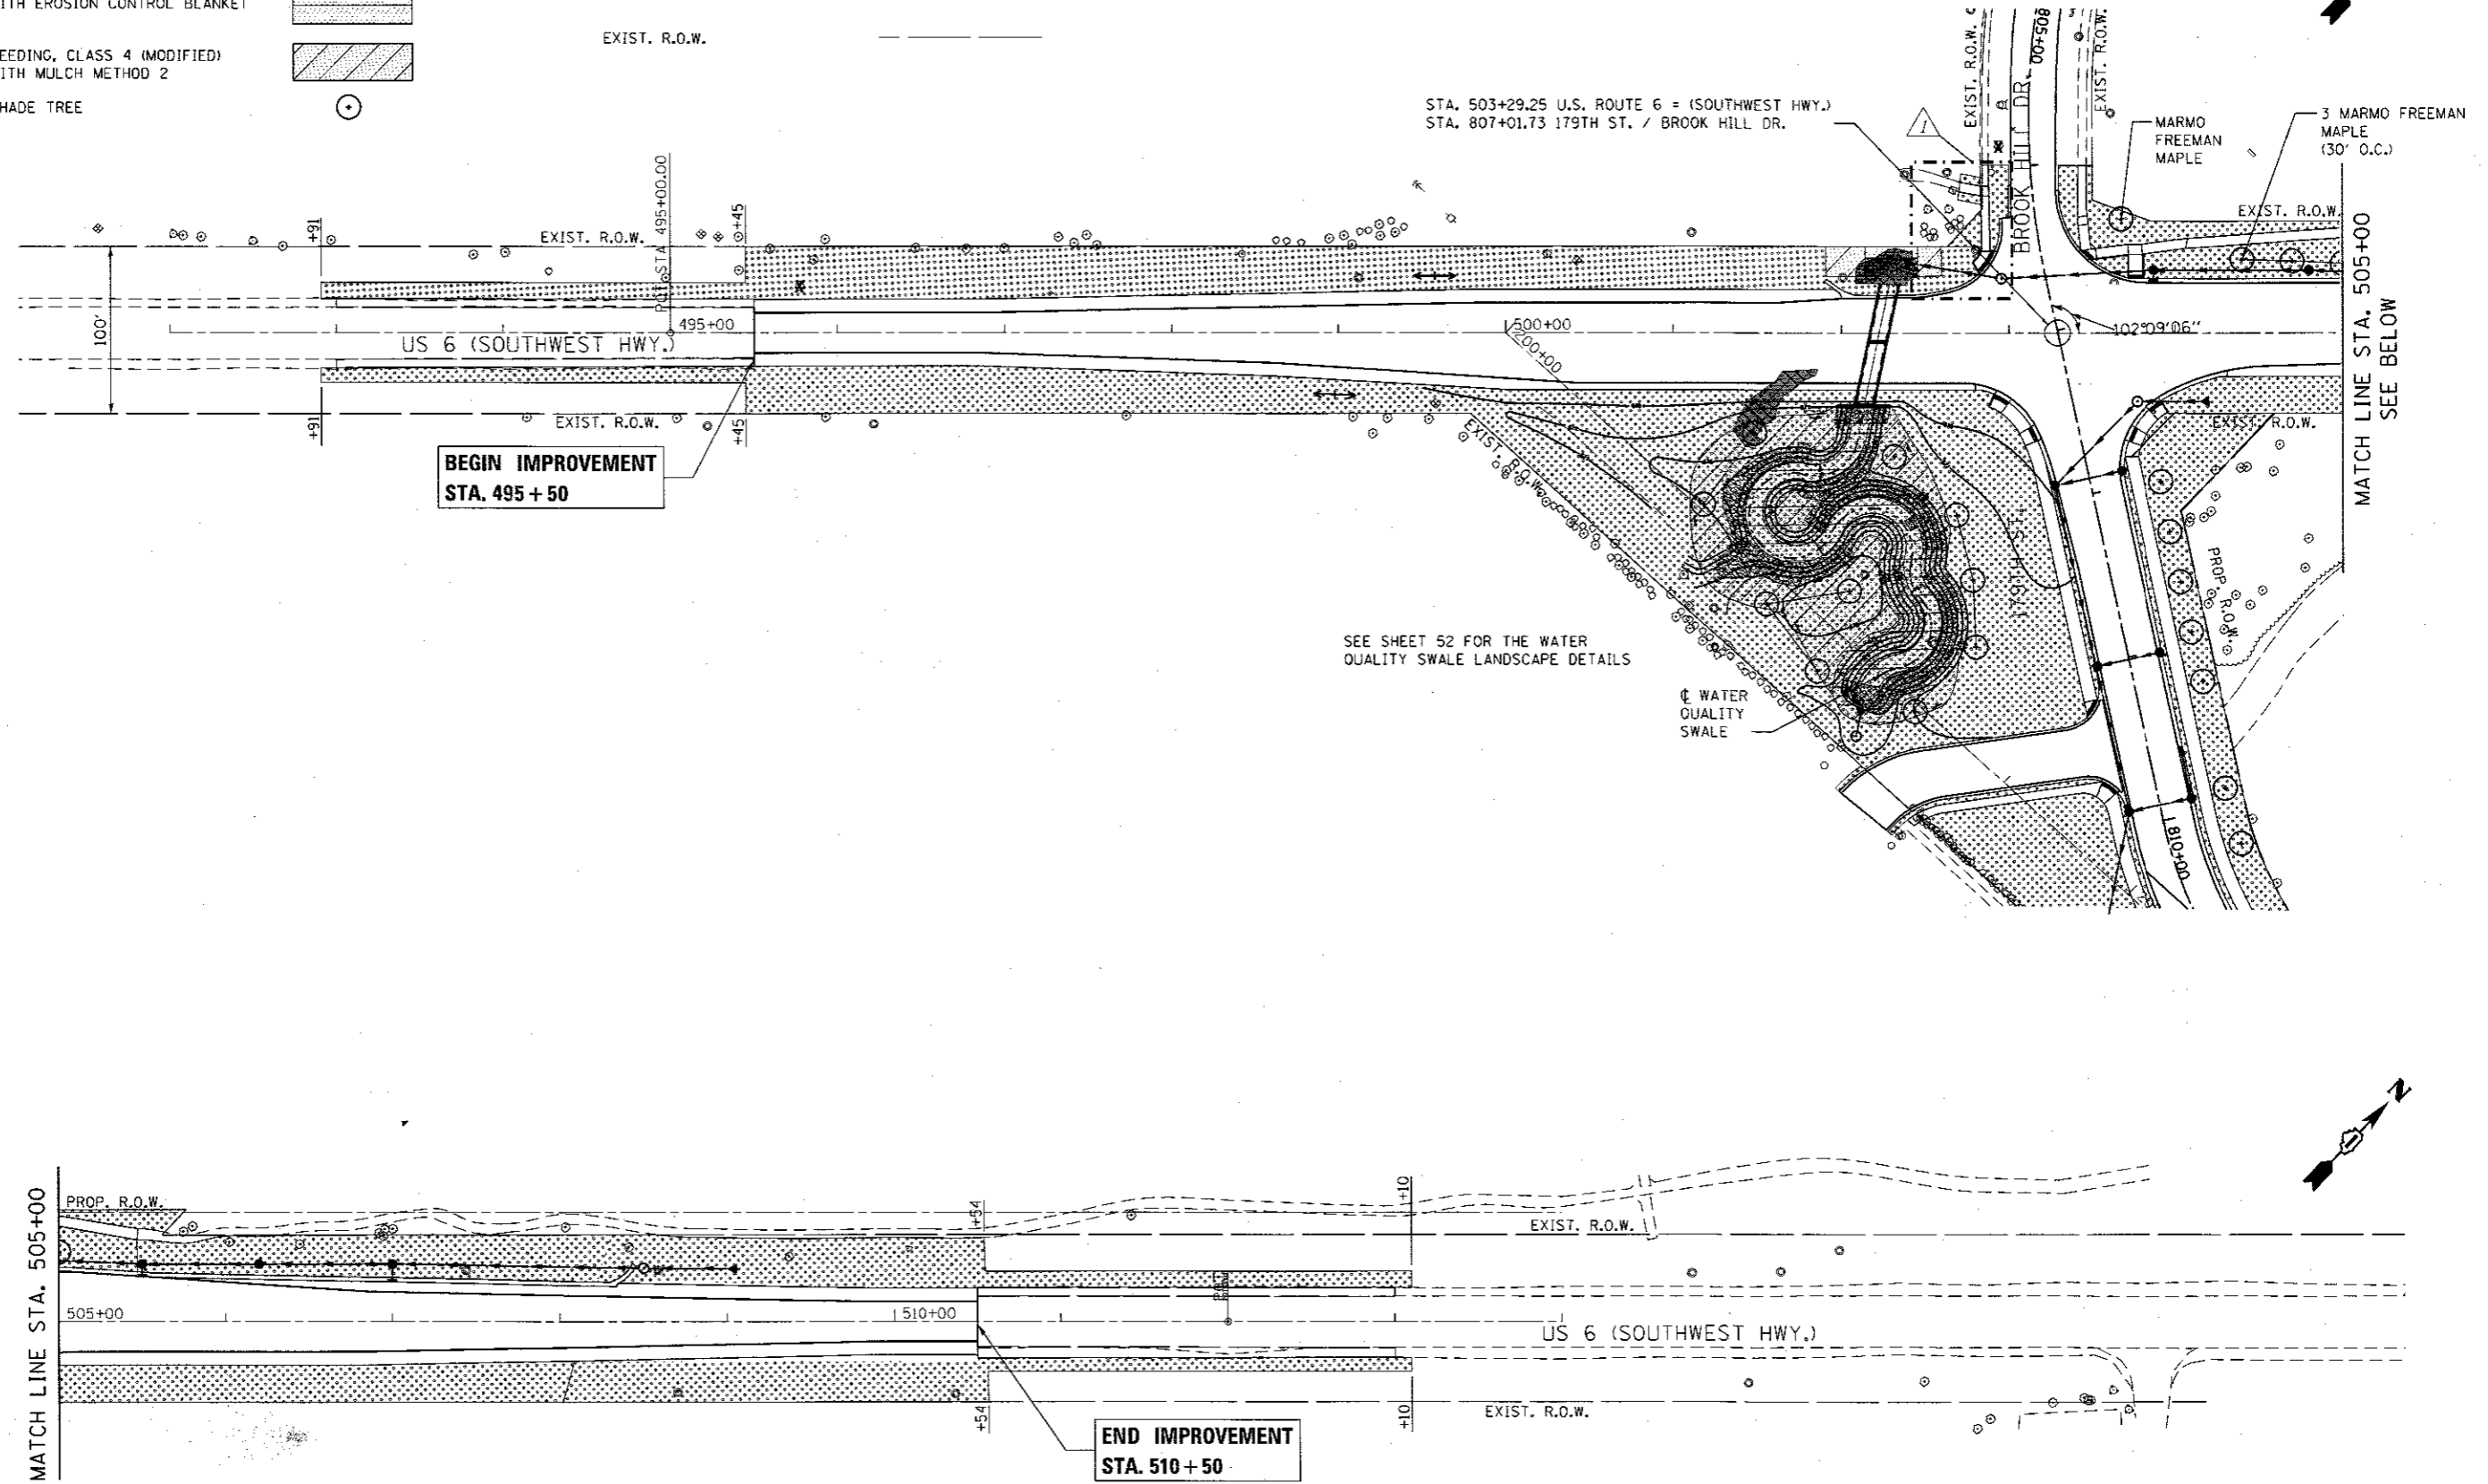 ITH EROSION CONTROL BLANKET
EEDING, CLASS 4 (MODIFIED)
ITH MULCH METHOD 2
HADE TREE
EXIST. R.O.W.
STA. 503+29.25 U.S. ROUTE 6 = (SOUTHWEST HWY.)
STA. 807+01.73 179TH ST. / BROOK HILL DR.
1
EXIST. R.O.W.
805+00
EXIST. R.O.W.
BROOK HILL DR.
MARMO
FREEMAN
MAPLE
3 MARMO FREEMAN
MAPLE
(30' O.C.)
EXIST. R.O.W.
MATCH LINE STA. 505+00
SEE BELOW
+91
EXIST. R.O.W.
STA 495+00.00
+45
100'
495+00
US 6 (SOUTHWEST HWY.)
500+00
200+00
102°09'06"
+91
EXIST. R.O.W.
+45
EXIST. R.O.W.
EXIST. R.O.W.
BEGIN IMPROVEMENT
STA. 495+50
179TH ST.
PROP. R.O.W.
SEE SHEET 52 FOR THE WATER
QUALITY SWALE LANDSCAPE DETAILS
℄ WATER
QUALITY
SWALE
810+00
N
MATCH LINE STA. 505+00
PROP. R.O.W.
+54
+10
EXIST. R.O.W.
505+00
510+00
US 6 (SOUTHWEST HWY.)
+54
+10
EXIST. R.O.W.
END IMPROVEMENT
STA. 510+50